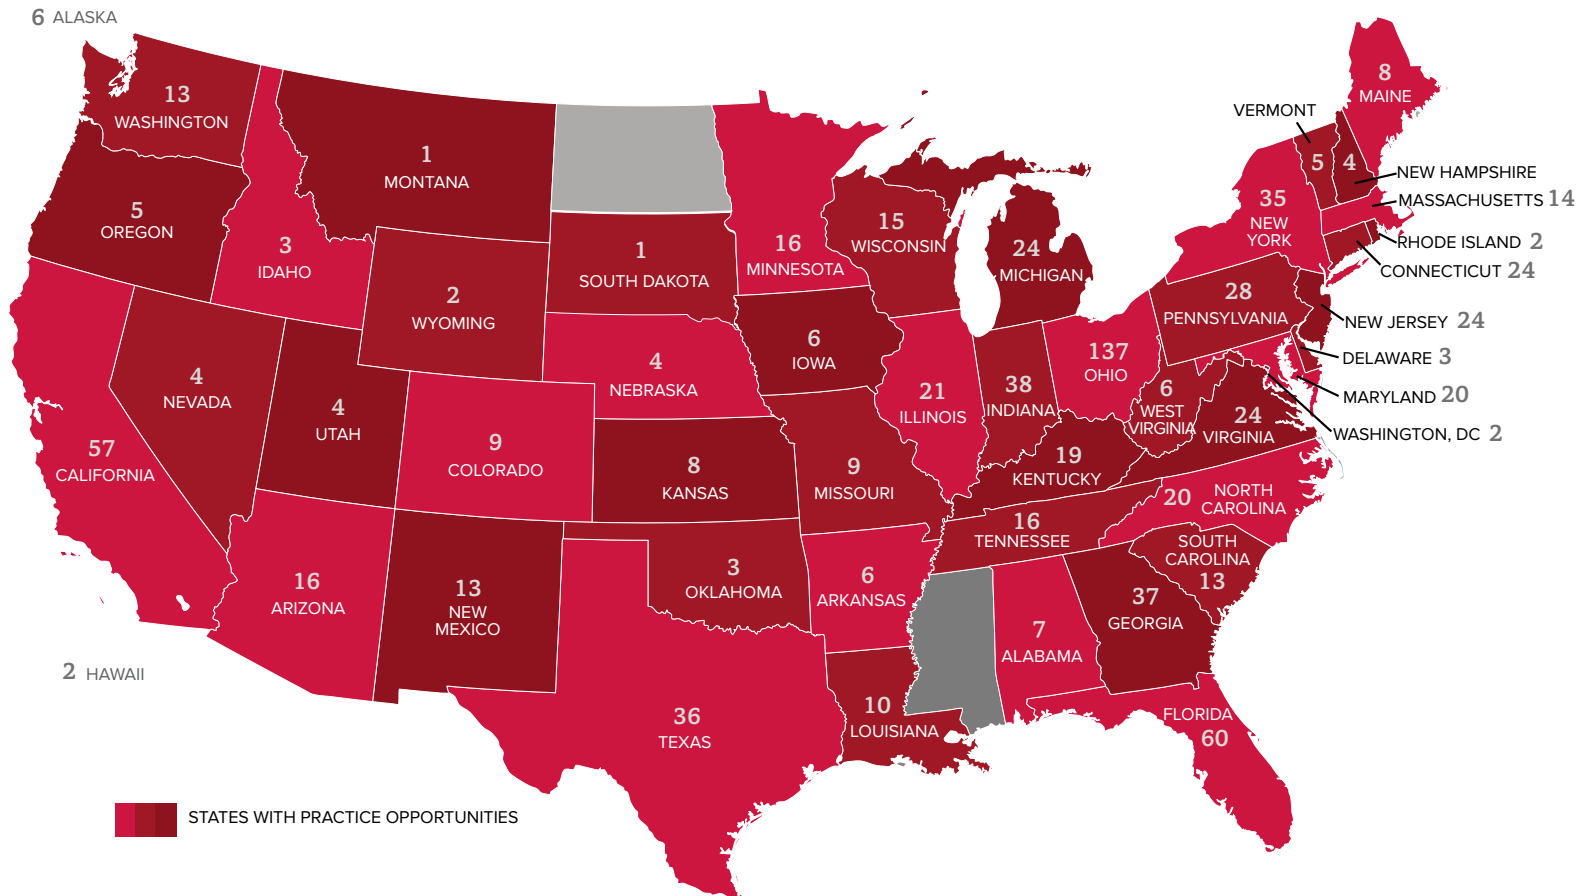 6 ALASKA
13
WASHINGTON
1
MONTANA
5
OREGON
3
IDAHO
2
WYOMING
1
SOUTH DAKOTA
16
MINNESOTA
15
WISCONSIN
24
MICHIGAN
8
MAINE
VERMONT
5
4
NEW HAMPSHIRE
MASSACHUSETTS 14
35
NEW
YORK
RHODE ISLAND 2
CONNECTICUT 24
28
PENNSYLVANIA
NEW JERSEY 24
DELAWARE 3
MARYLAND 20
WASHINGTON, DC 2
4
NEVADA
4
UTAH
9
COLORADO
4
NEBRASKA
6
IOWA
21
ILLINOIS
38
INDIANA
137
OHIO
6
WEST
VIRGINIA
24
VIRGINIA
57
CALIFORNIA
8
KANSAS
9
MISSOURI
19
KENTUCKY
20 NORTH
CAROLINA
16
TENNESSEE
SOUTH
CAROLINA
13
16
ARIZONA
13
NEW
MEXICO
3
OKLAHOMA
6
ARKANSAS
7
ALABAMA
37
GEORGIA
2 HAWAII
36
TEXAS
10
LOUISIANA
FLORIDA
60
STATES WITH PRACTICE OPPORTUNITIES